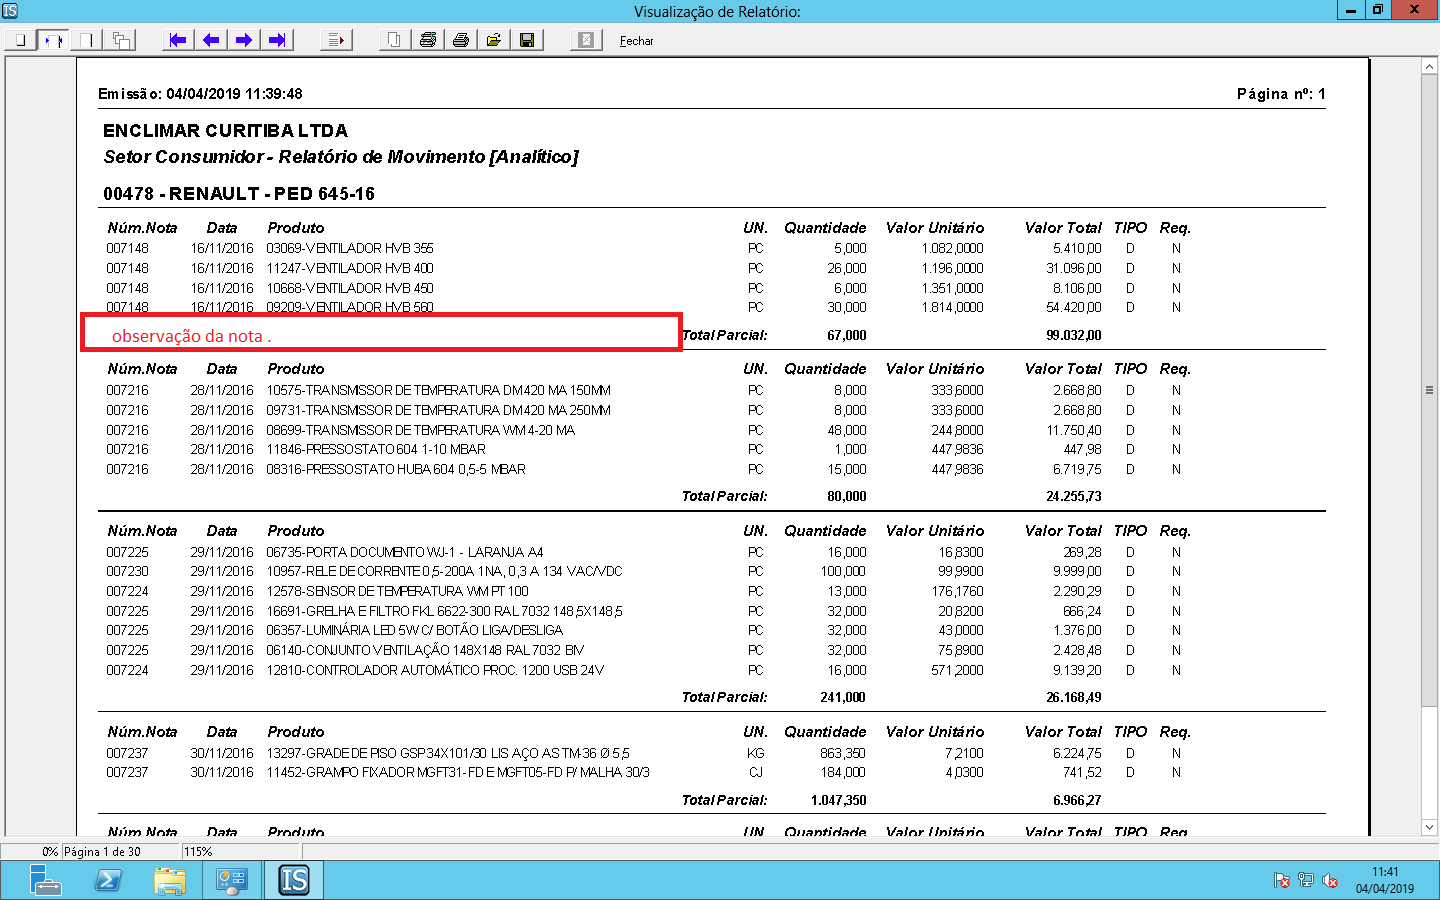 IS Visualização de Relatório:
Fechar
Emissão: 04/04/2019 11:39:48 Página nº: 1
ENCLIMAR CURITIBA LTDA
Setor Consumidor - Relatório de Movimento [Analítico]
00478 - RENAULT - PED 645-16
Núm.Nota Data Produto UN. Quantidade Valor Unitário Valor Total TIPO Req.
007148 16/11/2016 03069-VENTILADOR HVB 355 PC 5,000 1.082,0000 5.410,00 D N
007148 16/11/2016 11247-VENTILADOR HVB 400 PC 26,000 1.196,0000 31.096,00 D N
007148 16/11/2016 10668-VENTILADOR HVB 450 PC 6,000 1.351,0000 8.106,00 D N
007148 16/11/2016 09209-VENTILADOR HVB 560 PC 30,000 1.814,0000 54.420,00 D N
observação da nota . Total Parcial: 67,000 99.032,00
Núm.Nota Data Produto UN. Quantidade Valor Unitário Valor Total TIPO Req.
007216 28/11/2016 10575-TRANSMISSOR DE TEMPERATURA DM 420 MA 150MM PC 8,000 333,6000 2.668,80 D N
007216 28/11/2016 09731-TRANSMISSOR DE TEMPERATURA DM 420 MA 250MM PC 8,000 333,6000 2.668,80 D N
007216 28/11/2016 08699-TRANSMISSOR DE TEMPERATURA WM 4-20 MA PC 48,000 244,8000 11.750,40 D N
007216 28/11/2016 11846-PRESSOSTATO 604 1-10 MBAR PC 1,000 447,9836 447,98 D N
007216 28/11/2016 08316-PRESSOSTATO HUBA 604 0,5-5 MBAR PC 15,000 447,9836 6.719,75 D N
Total Parcial: 80,000 24.255,73
Núm.Nota Data Produto UN. Quantidade Valor Unitário Valor Total TIPO Req.
007225 29/11/2016 06735-PORTA DOCUMENTO WJ-1 - LARANJA A4 PC 16,000 16,8300 269,28 D N
007230 29/11/2016 10957-RELE DE CORRENTE 0,5-200A 1NA, 0,3 A 134 VAC/VDC PC 100,000 99,9900 9.999,00 D N
007224 29/11/2016 12578-SENSOR DE TEMPERATURA WM PT 100 PC 13,000 176,1760 2.290,29 D N
007225 29/11/2016 16691-GRELHA E FILTRO FKL 6622-300 RAL 7032 148,5X148,5 PC 32,000 20,8200 666,24 D N
007225 29/11/2016 06357-LUMINÁRIA LED 5W C/ BOTÃO LIGA/DESLIGA PC 32,000 43,0000 1.376,00 D N
007225 29/11/2016 06140-CONJUNTO VENTILAÇÃO 148X148 RAL 7032 BIV PC 32,000 75,8900 2.428,48 D N
007224 29/11/2016 12810-CONTROLADOR AUTOMÁTICO PROC. 1200 USB 24V PC 16,000 571,2000 9.139,20 D N
Total Parcial: 241,000 26.168,49
Núm.Nota Data Produto UN. Quantidade Valor Unitário Valor Total TIPO Req.
007237 30/11/2016 13297-GRADE DE PISO GSP34X101/30 LIS AÇO ASTM-36 Ø 5,5 KG 863,350 7,2100 6.224,75 D N
007237 30/11/2016 11452-GRAMPO FIXADOR MGFT31-FD E MGFT05-FD P/ MALHA 30/3 CJ 184,000 4,0300 741,52 D N
Total Parcial: 1.047,350 6.966,27
Núm.Nota Data Produto UN. Quantidade Valor Unitário Valor Total TIPO Req.
0% Página 1 de 30 115%
IS 11:41
04/04/2019